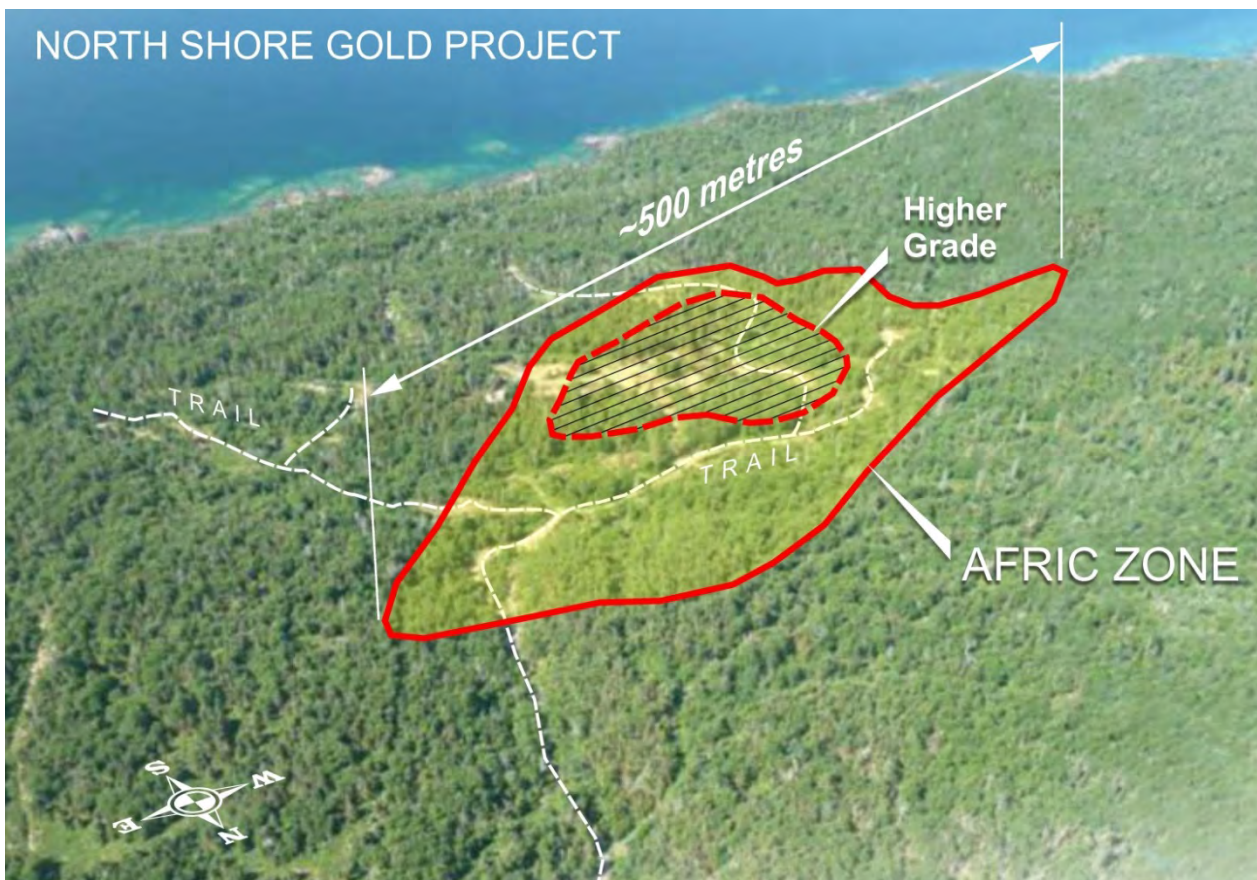 NORTH SHORE GOLD PROJECT
~500 metres
Higher
Grade
TRAIL
TRAIL
AFRIC ZONE
S
W
E
N